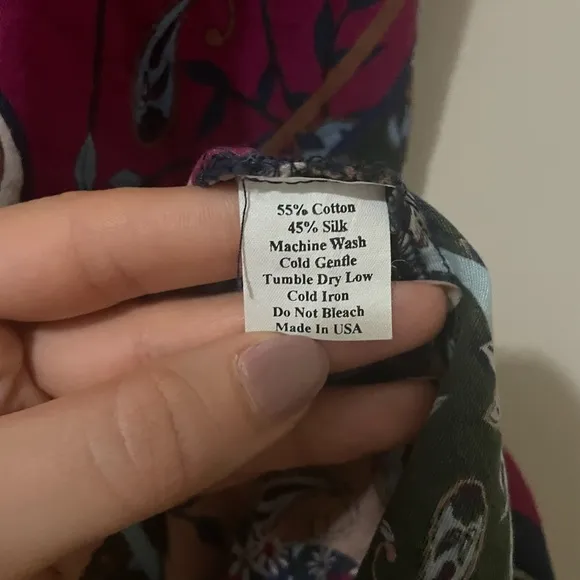 55% Cotton
45% Silk
Machine Wash
Cold Gentle
Tumble Dry Low
Cold Iron
Do Not Bleach
Made In USA